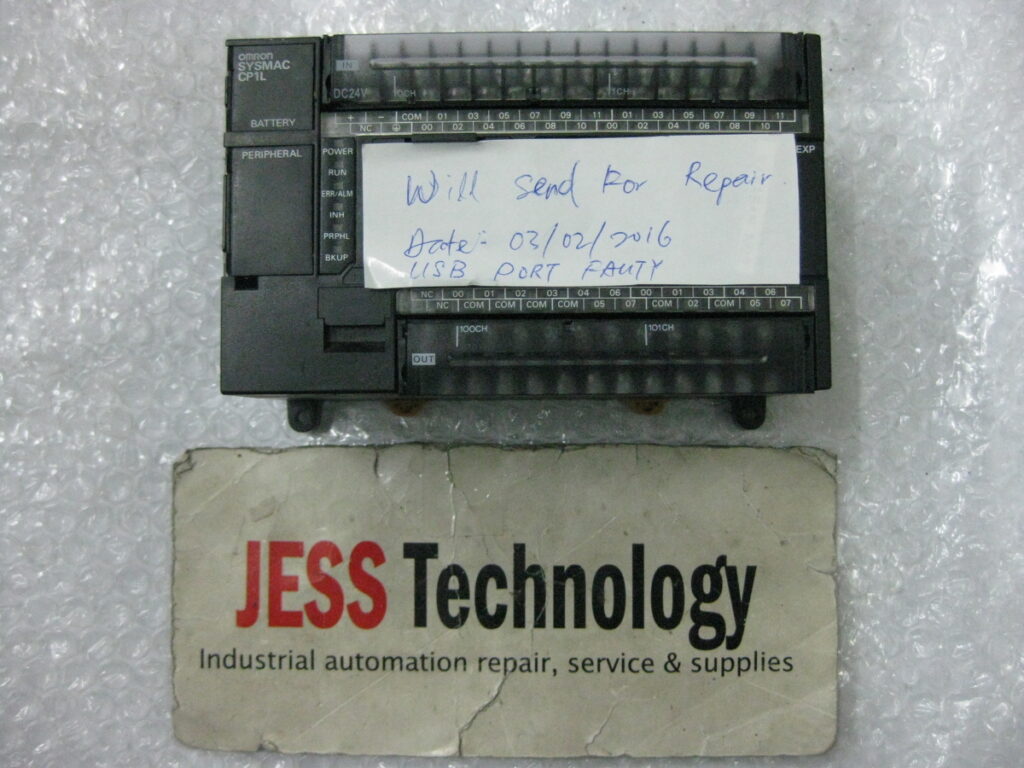 OMRON
SYSMAC
CP1L
BATTERY
PERIPHERAL
IN
DC24V
0CH
1CH
+ − COM 01 03 05 07 09 11 01 03 05 07 09 11
NC 00 02 04 06 08 10 00 02 04 06 08 10
POWER
RUN
ERR/ALM
INH
PRPHL
BKUP
EXP
Will send For Repair.
Date:- 03/02/2016
USB PORT FAUTY
NC 00 01 02 03 04 06 00 01 03 04 06
NC COM COM COM COM 05 07 COM 02 COM 05 07
100CH
101CH
OUT
JESS Technology
Industrial automation repair, service & supplies